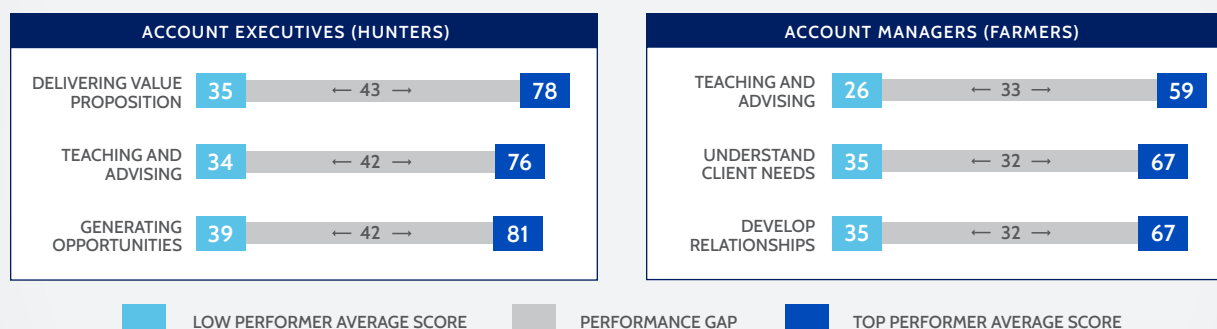 ACCOUNT EXECUTIVES (HUNTERS)
DELIVERING VALUE
PROPOSITION
35 ← 43 → 78
TEACHING AND
ADVISING
34 ← 42 → 76
GENERATING
OPPORTUNITIES
39 ← 42 → 81
ACCOUNT MANAGERS (FARMERS)
TEACHING AND
ADVISING
26 ← 33 → 59
UNDERSTAND
CLIENT NEEDS
35 ← 32 → 67
DEVELOP
RELATIONSHIPS
35 ← 32 → 67
LOW PERFORMER AVERAGE SCORE PERFORMANCE GAP TOP PERFORMER AVERAGE SCORE